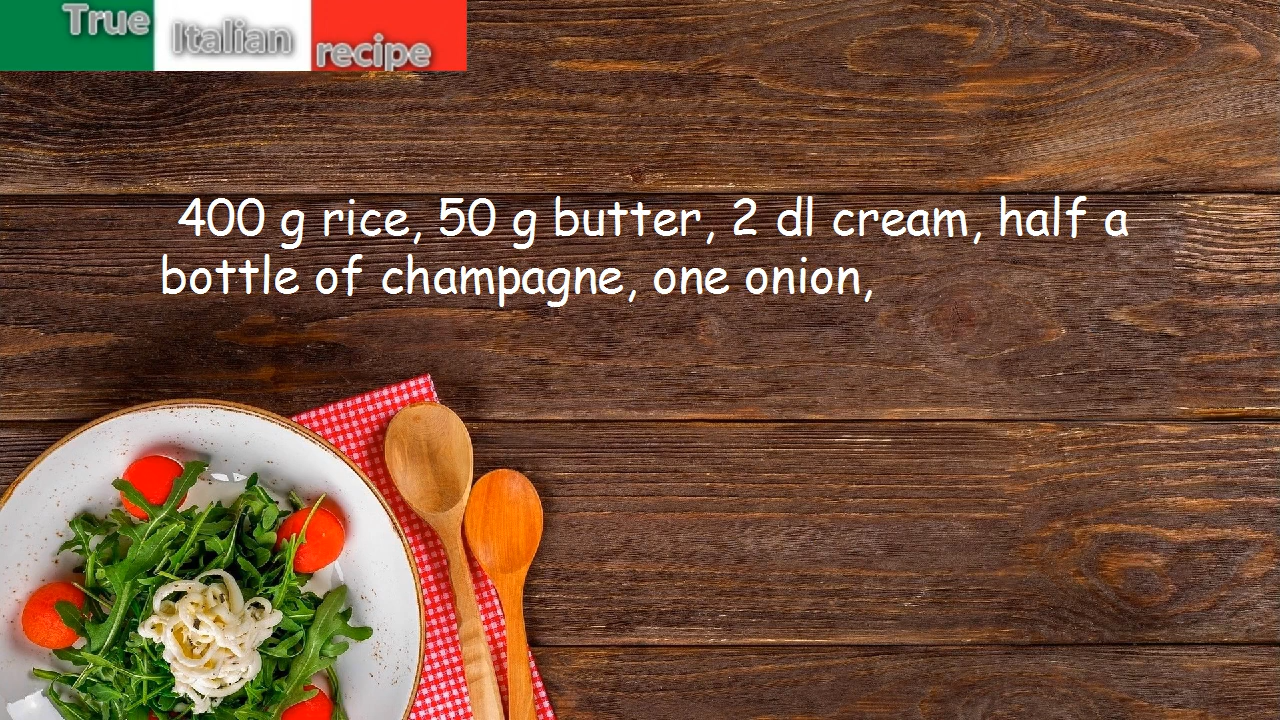 True Italian recipe
400 g rice, 50 g butter, 2 dl cream, half a
bottle of champagne, one onion,